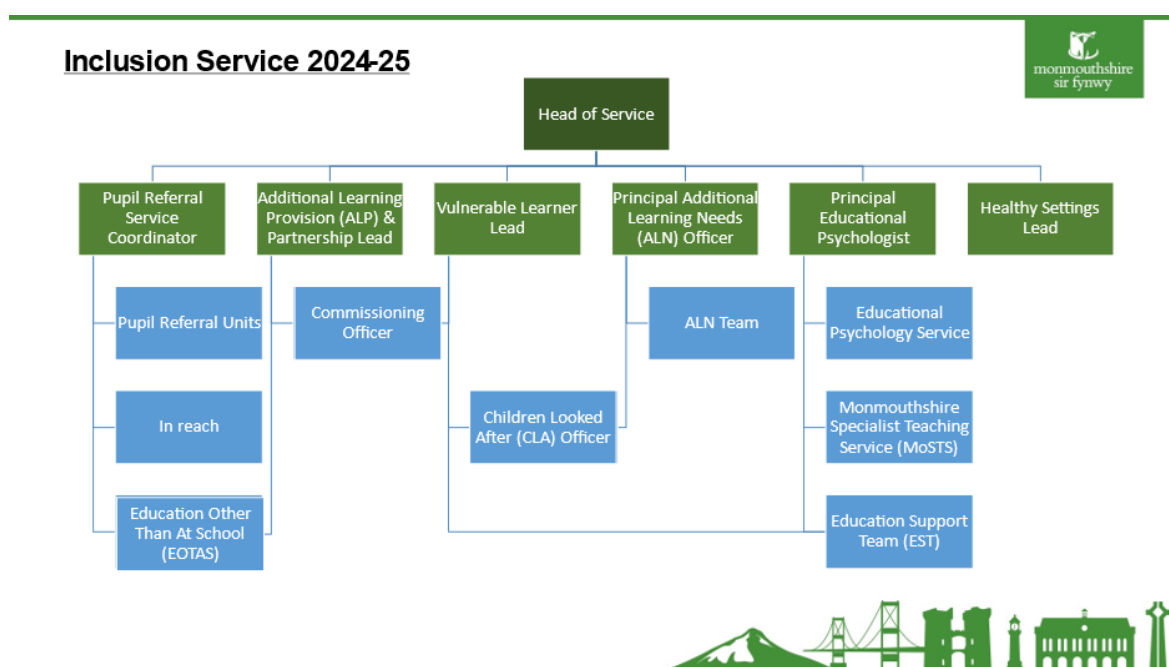 Inclusion Service 2024-25
monmouthshire
sir fynwy
Head of Service
Pupil Referral
Service
Coordinator
Additional Learning
Provision (ALP) &
Partnership Lead
Vulnerable Learner
Lead
Principal Additional
Learning Needs
(ALN) Officer
Principal
Educational
Psychologist
Healthy Settings
Lead
Pupil Referral Units
Commissioning
Officer
ALN Team
Educational
Psychology Service
In reach
Children Looked
After (CLA) Officer
Monmouthshire
Specialist Teaching
Service (MoSTS)
Education Other
Than At School
(EOTAS)
Education Support
Team (EST)